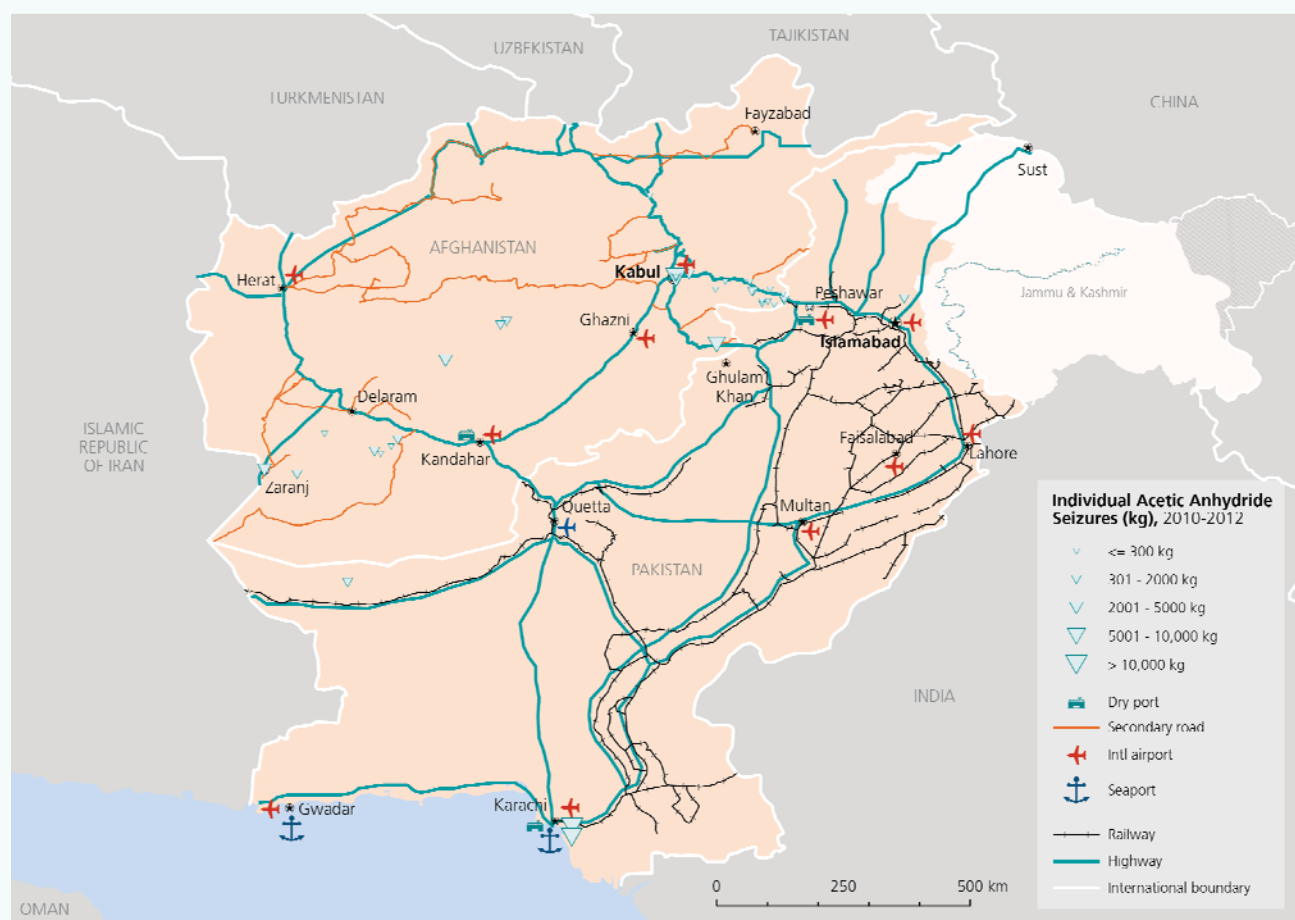 UZBEKISTAN
TAJIKISTAN
TURKMENISTAN
CHINA
Fayzabad
Sust
AFGHANISTAN
Kabul
Herat
Peshawar
Jammu & Kashmir
Ghazni
Islamabad
Ghulam
Khan
Delaram
ISLAMIC
REPUBLIC
OF IRAN
Kandahar
Faisalabad
Lahore
Zaranj
Quetta
Multan
PAKISTAN
INDIA
Gwadar
Karachi
OMAN
0 250 500 km
Individual Acetic Anhydride
Seizures (kg), 2010-2012
<= 300 kg
301 - 2000 kg
2001 - 5000 kg
5001 - 10,000 kg
> 10,000 kg
Dry port
Secondary road
Intl airport
Seaport
Railway
Highway
International boundary